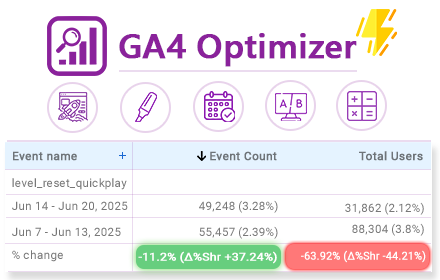 GA4 Optimizer
A B
Event name + ↓ Event Count Total Users
level_reset_quickplay
Jun 14 - Jun 20, 2025 49,248 (3.28%) 31,862 (2.12%)
Jun 7 - Jun 13, 2025 55,457 (2.39%) 88,304 (3.8%)
% change -11.2% (Δ%Shr +37.24%) -63.92% (Δ%Shr -44.21%)